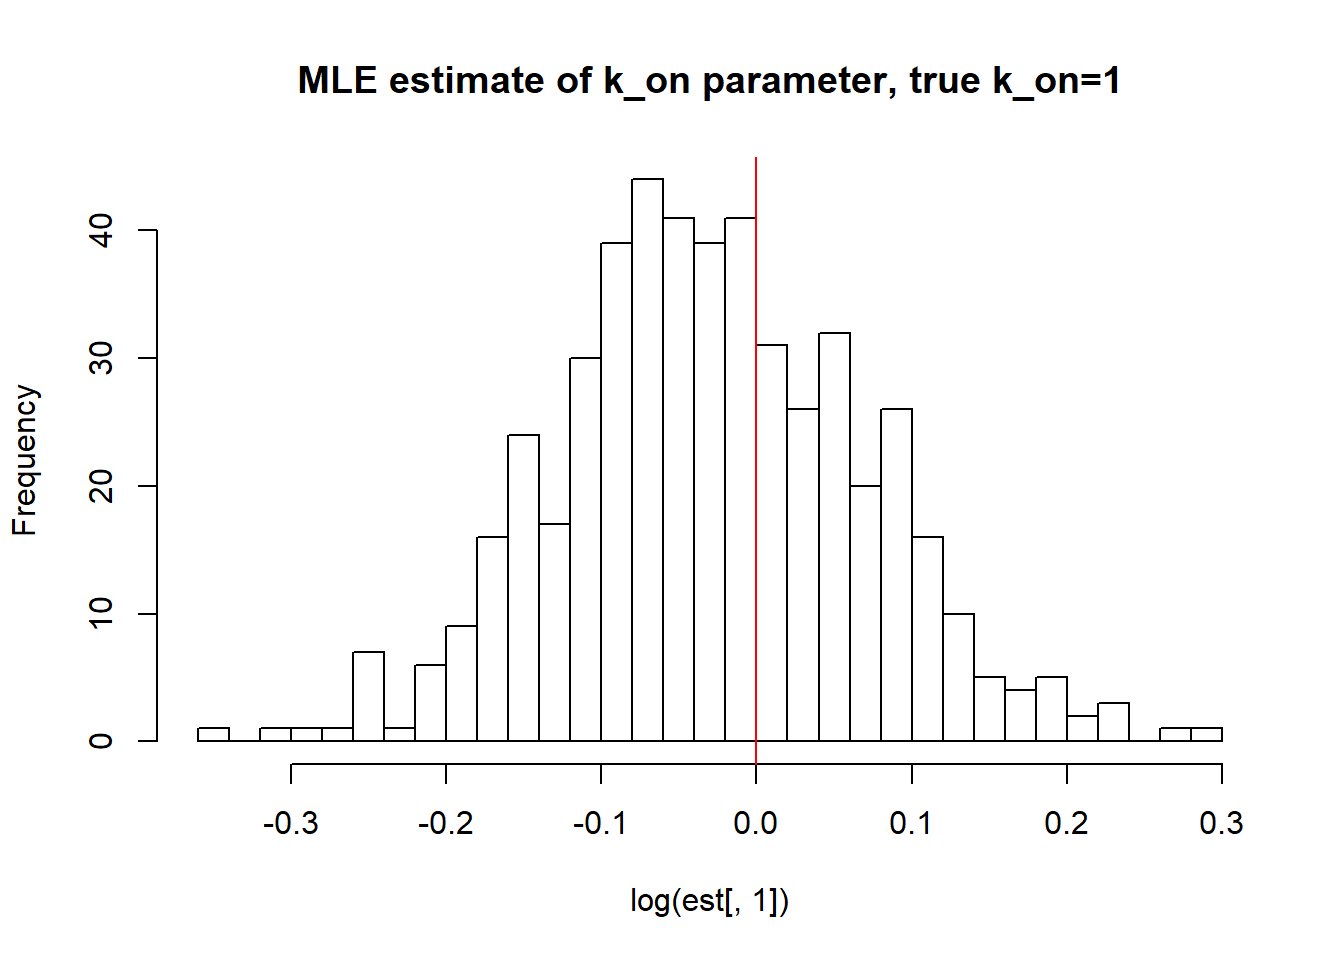 MLE estimate of k_on parameter, true k_on=1
Frequency
40
30
20
10
0
-0.3 -0.2 -0.1 0.0 0.1 0.2 0.3
log(est[, 1])